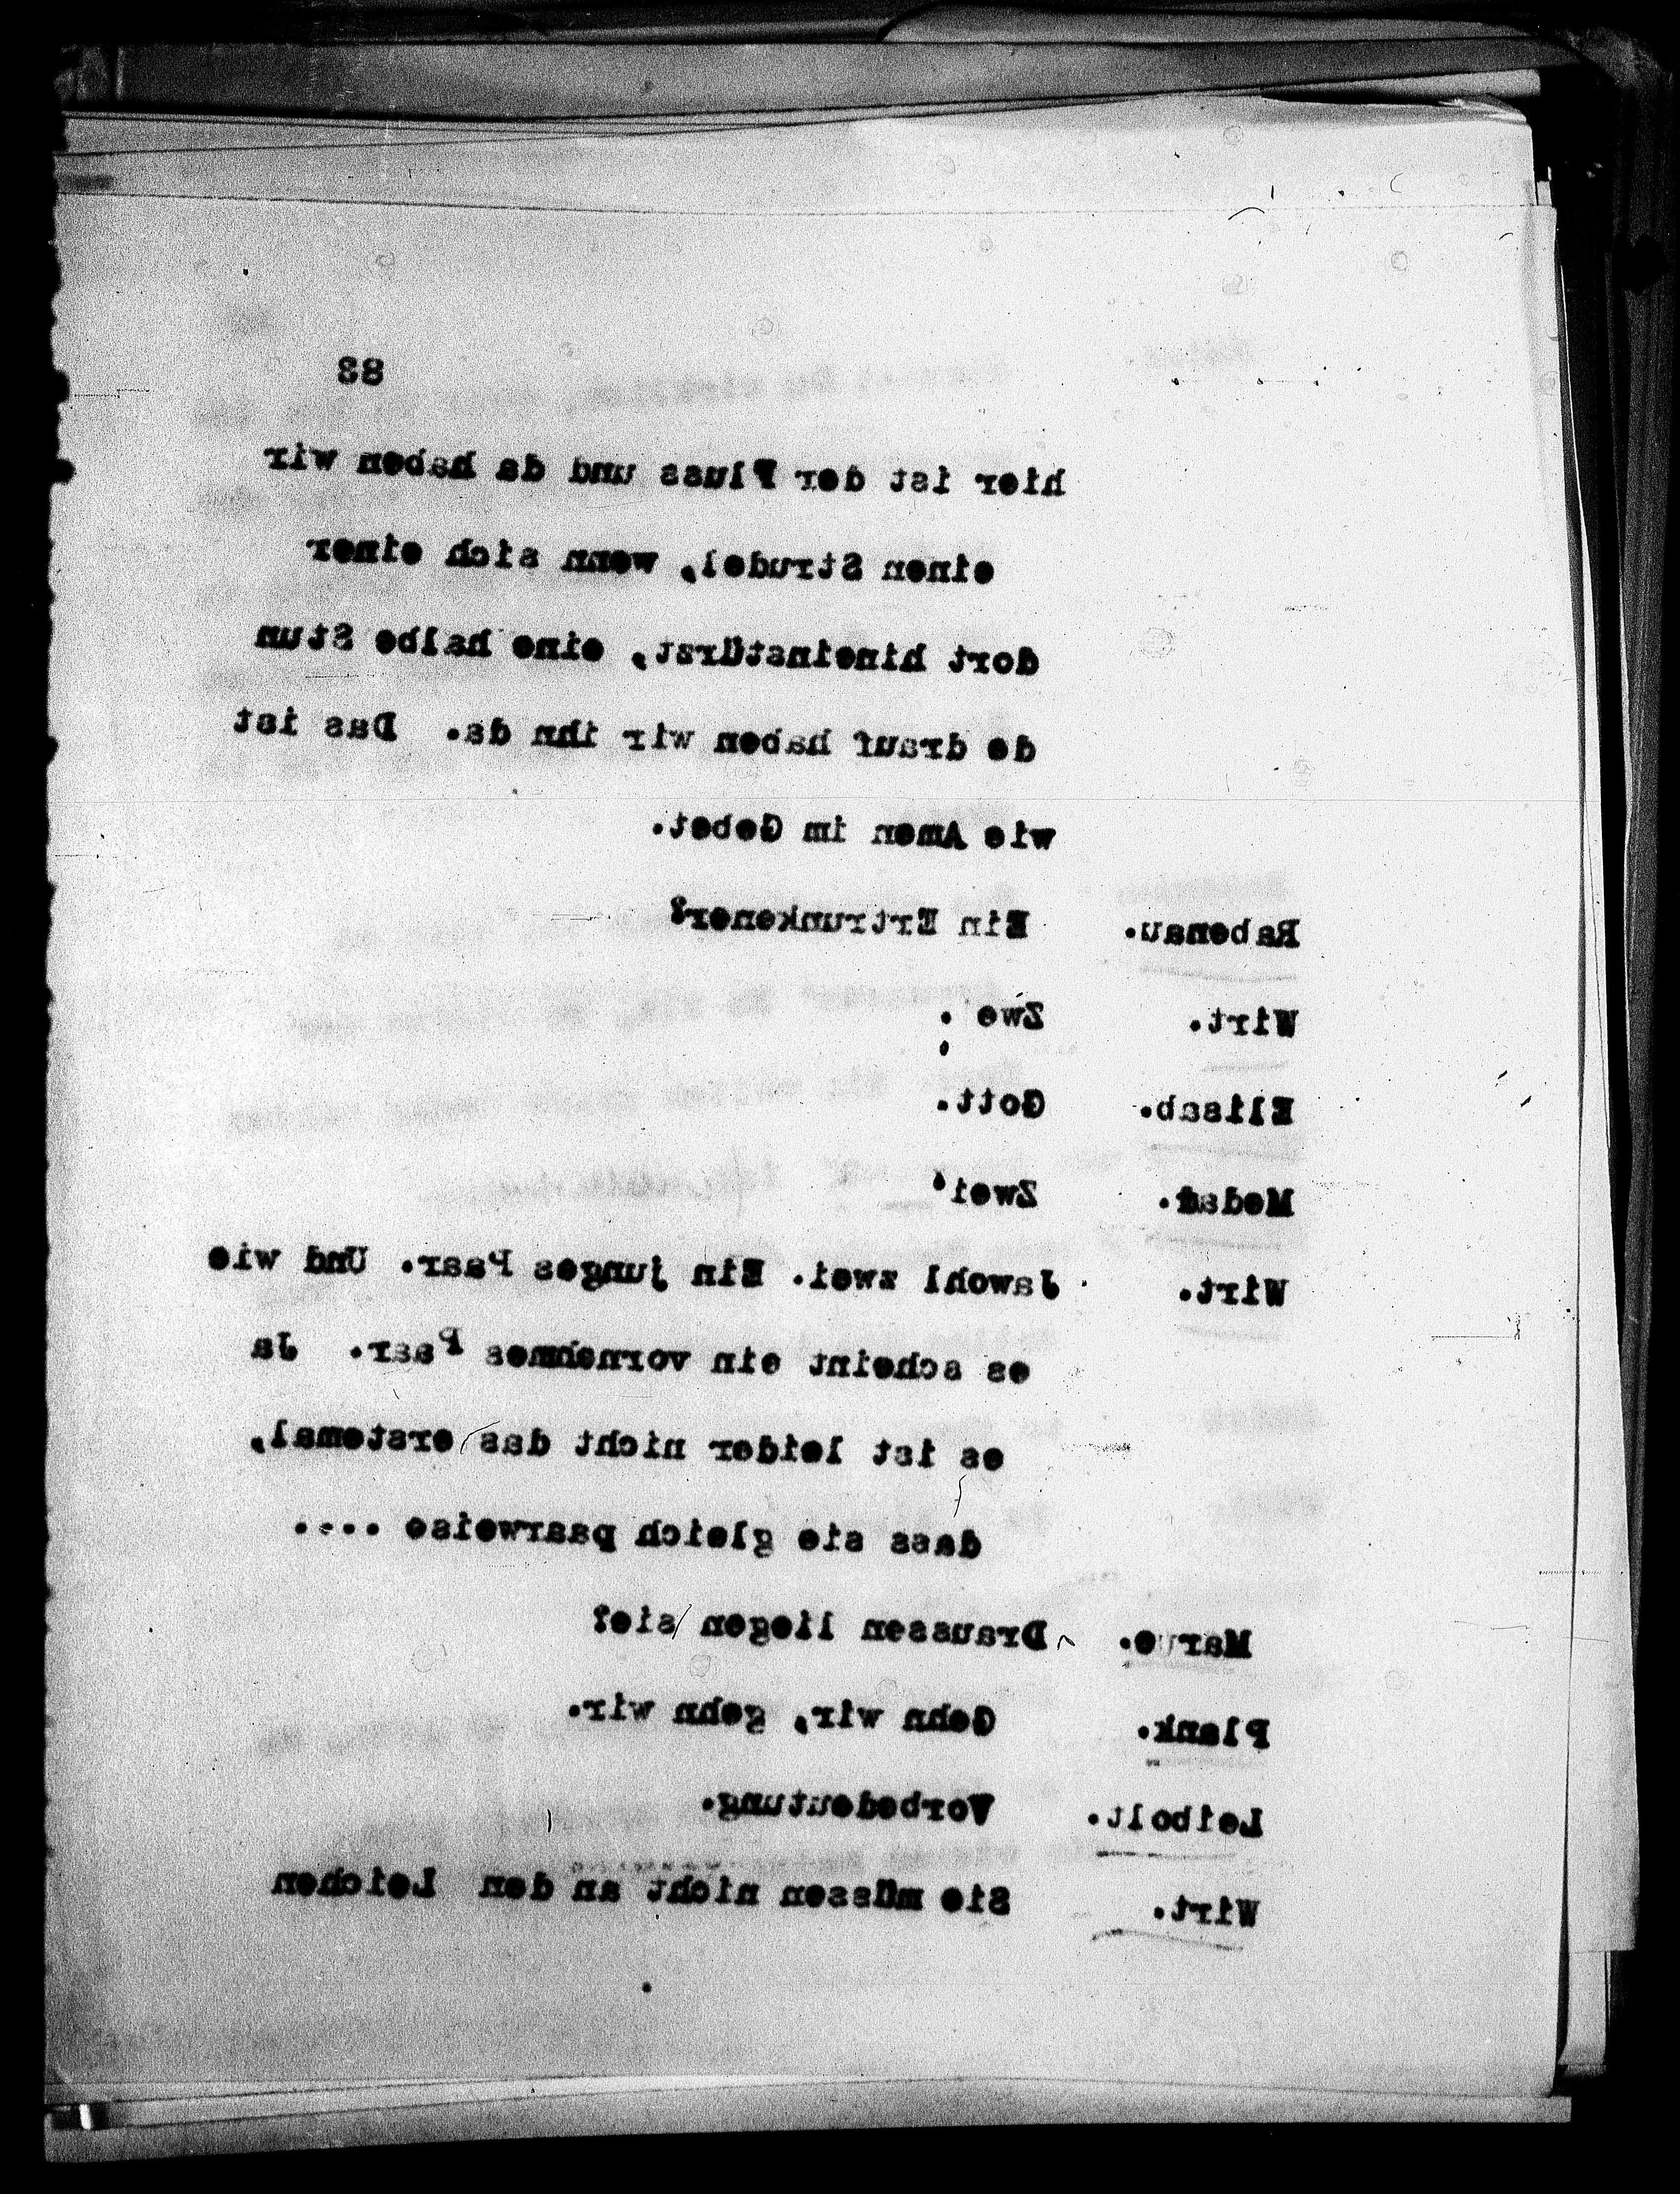 83
hier ist der Fluss und da haben wir
einen Strudel, wenn sich einer
dort hineinstürzt, eine halbe Stun
de drauf haben wir ihn da. Das ist
wie Amen im Gebet.
Rabenau. Ein Ertrunkener?
Wirt. Zwe .
Elisab. Gott.
Medsd. Zwei!
Wirt. Jawohl zwei. Ein junges Paar. Und wie
es scheint ein vornehmes Paar. Ja
es ist leider nicht das erstemal,
dass sie gleich paarweise ....
Draussen liegen sie?
Plank. Gehn wir, gehn wir.
Leibolt. Vorbedeutung.
Wirt. Sie müssen nicht an den Leichen